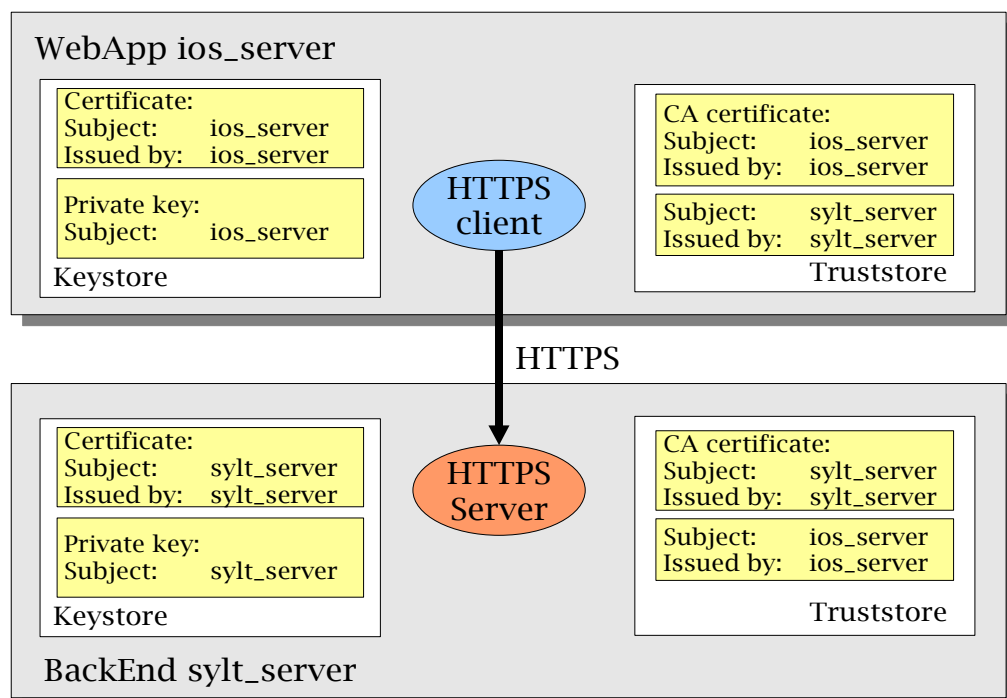 WebApp ios_server
Certificate:
Subject: ios_server
Issued by: ios_server
Private key:
Subject: ios_server
Keystore
HTTPS
client
CA certificate:
Subject: ios_server
Issued by: ios_server
Subject: sylt_server
Issued by: sylt_server
Truststore
HTTPS
Certificate:
Subject: sylt_server
Issued by: sylt_server
Private key:
Subject: sylt_server
Keystore
HTTPS
Server
CA certificate:
Subject: sylt_server
Issued by: sylt_server
Subject: ios_server
Issued by: ios_server
Truststore
BackEnd sylt_server